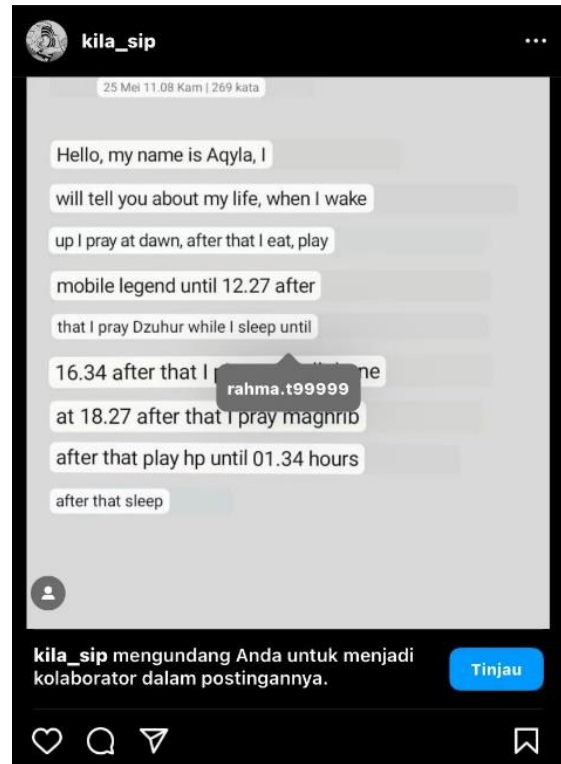 kila_sip
25 Mei 11.08 Kam | 269 kata
Hello, my name is Aqyla, I
will tell you about my life, when I wake
up I pray at dawn, after that I eat, play
mobile legend until 12.27 after
that I pray Dzuhur while I sleep until
16.34 after that I
rahma.t99999
at 18.27 after that I pray maghrib
after that play hp until 01.34 hours
after that sleep
kila_sip mengundang Anda untuk menjadi
kolaborator dalam postingannya.
Tinjau